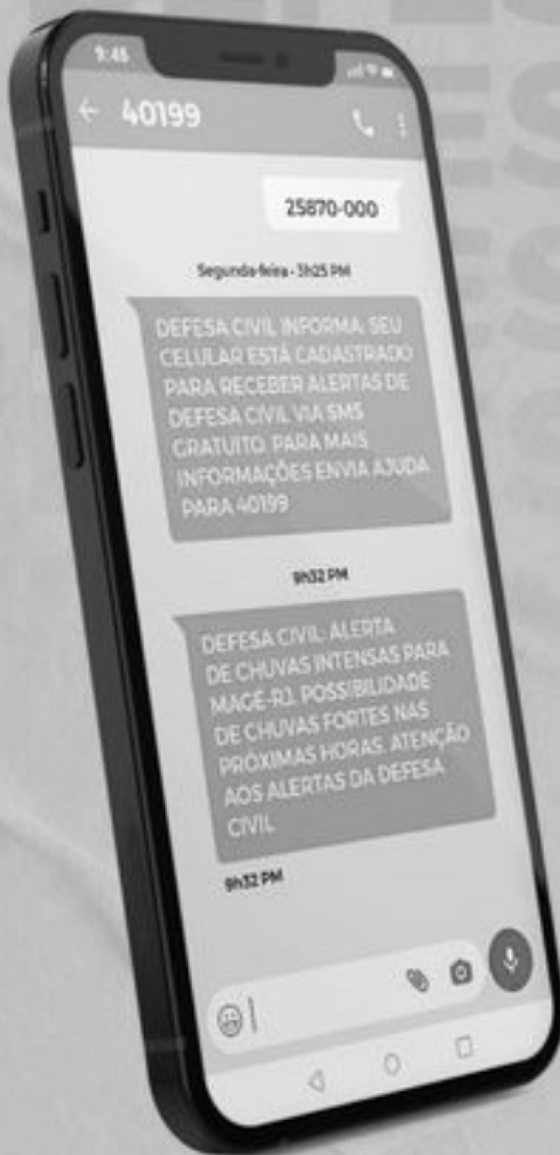 9:45
40199
25870-000
Segunda-feira - 3h25 PM
DEFESA CIVIL INFORMA: SEU
CELULAR ESTÁ CADASTRADO
PARA RECEBER ALERTAS DE
DEFESA CIVIL VIA SMS
GRATUITO. PARA MAIS
INFORMAÇÕES ENVIA AJUDA
PARA 40199
9h32 PM
DEFESA CIVIL: ALERTA
DE CHUVAS INTENSAS PARA
MAGÉ-RJ. POSSIBILIDADE
DE CHUVAS FORTES NAS
PRÓXIMAS HORAS. ATENÇÃO
AOS ALERTAS DA DEFESA
CIVIL
9h32 PM